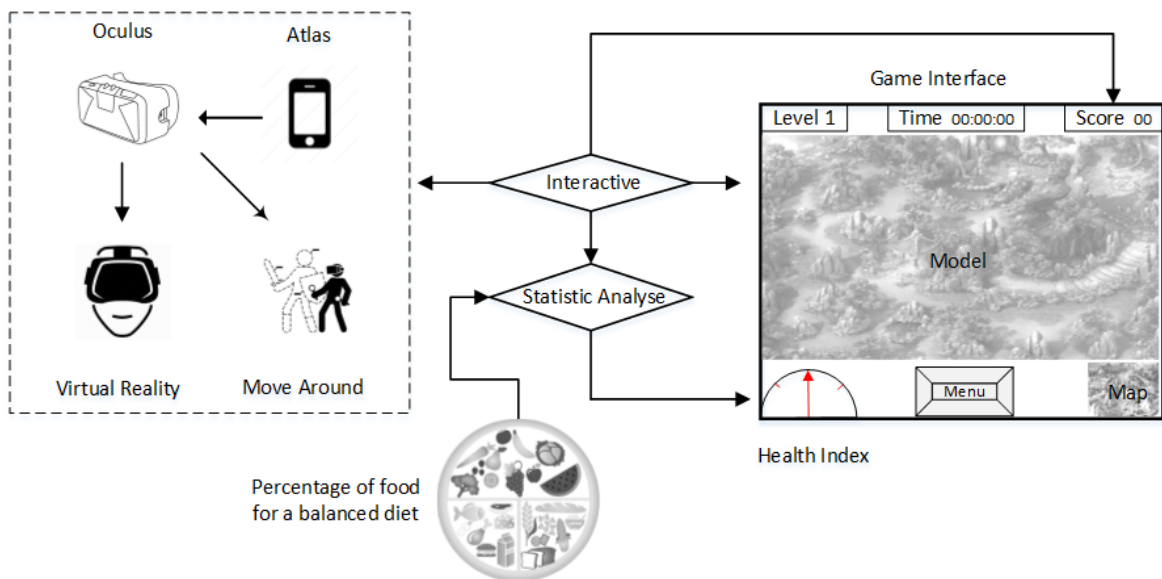 Oculus
Atlas
Virtual Reality
Move Around
Interactive
Statistic Analyse
Percentage of food
for a balanced diet
Game Interface
Level 1
Time 00:00:00
Score 00
Model
Menu
Map
Health Index